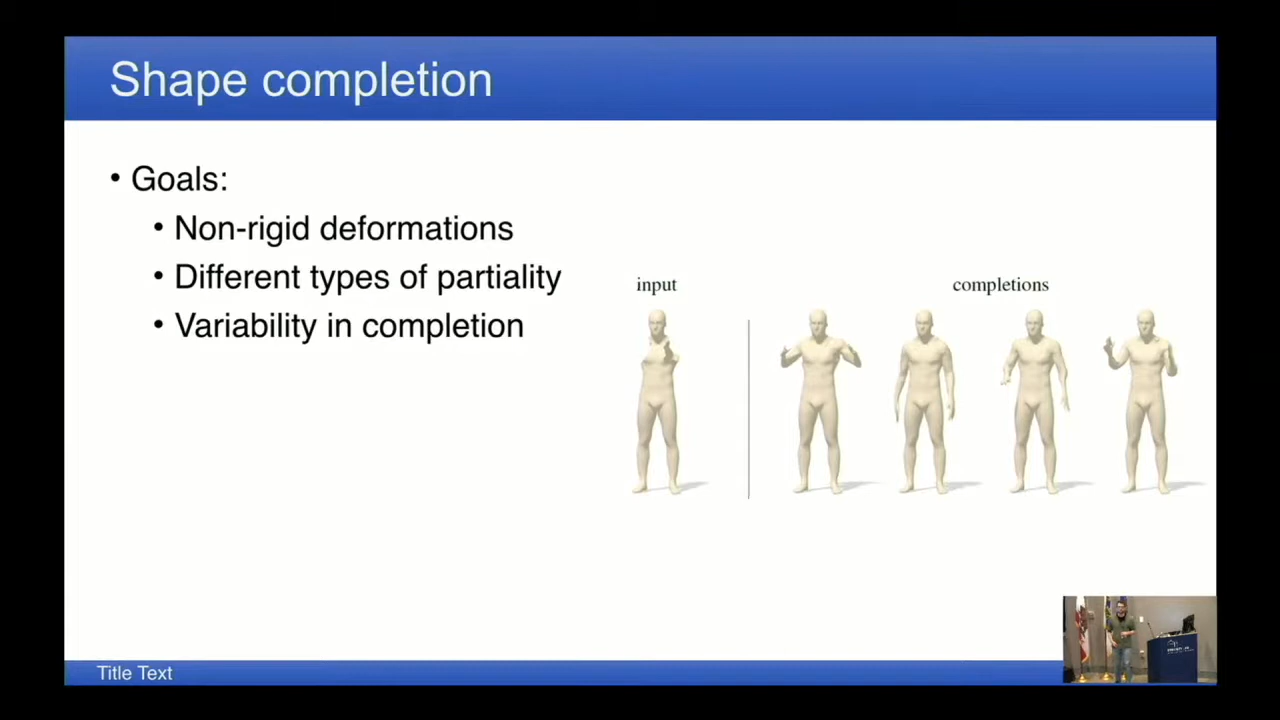 Shape completion
• Goals:
• Non-rigid deformations
• Different types of partiality
• Variability in completion
input
completions
Title Text